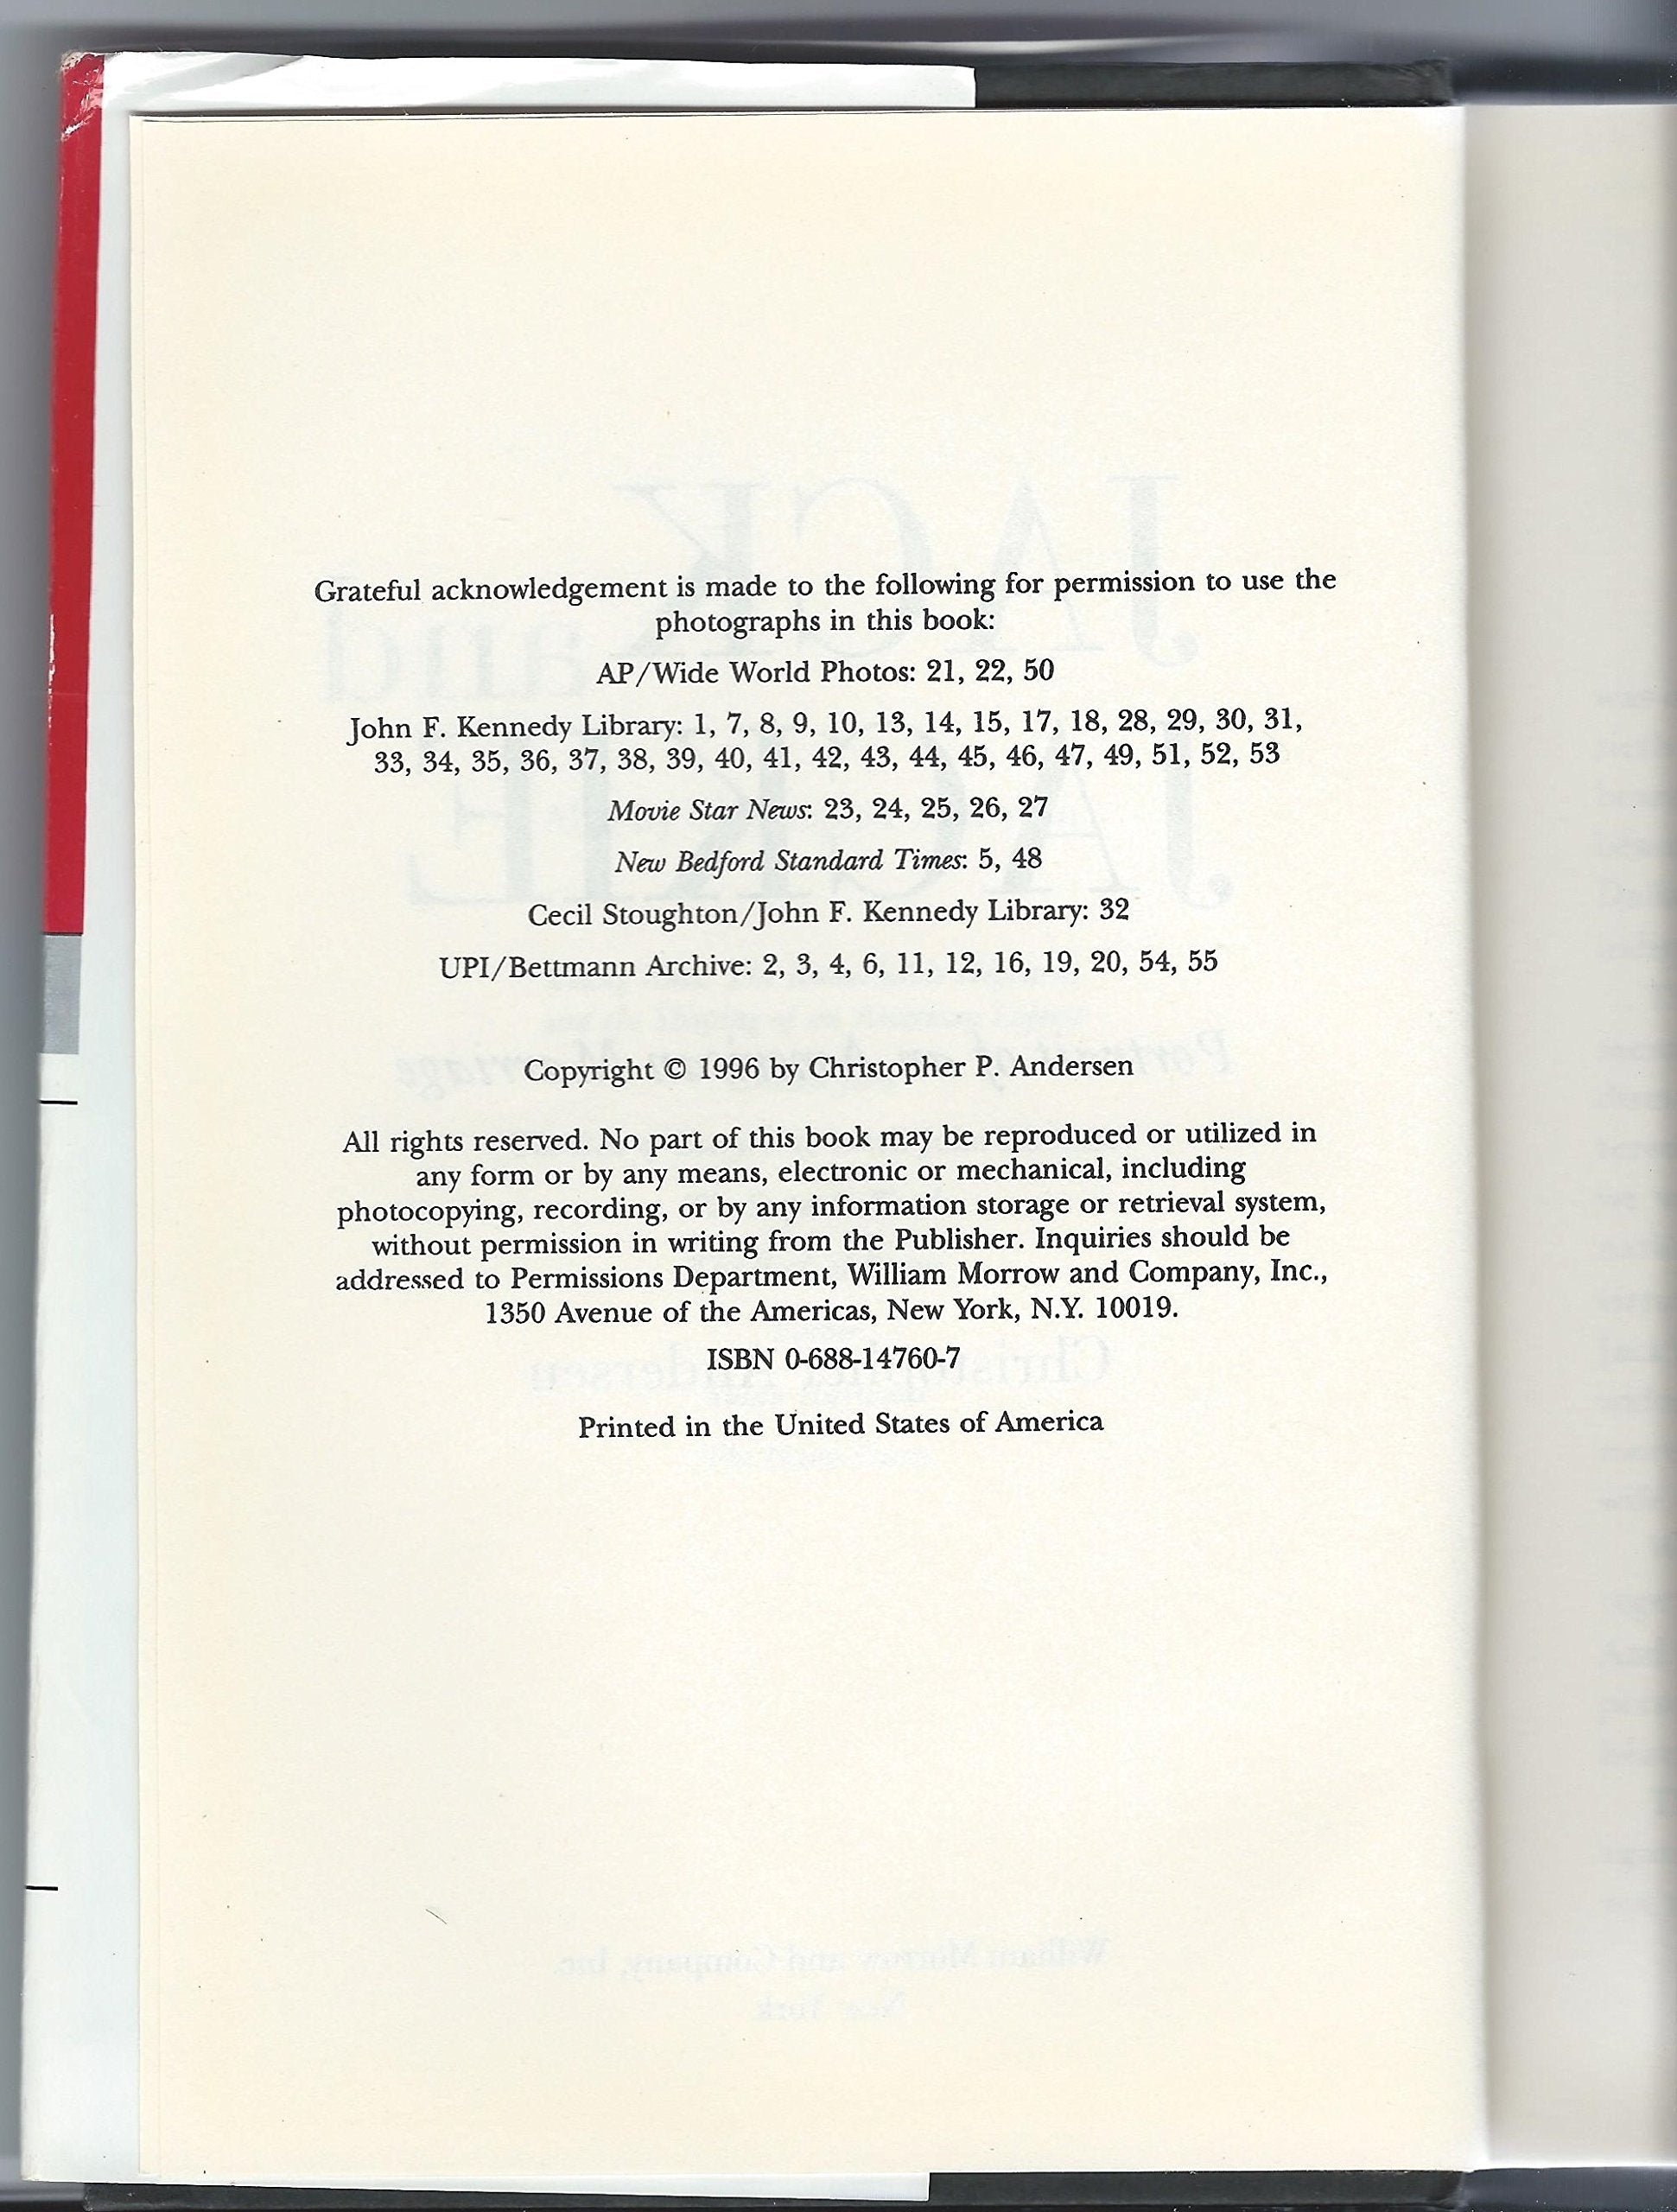 Grateful acknowledgement is made to the following for permission to use the
photographs in this book:
AP/Wide World Photos: 21, 22, 50
John F. Kennedy Library: 1, 7, 8, 9, 10, 13, 14, 15, 17, 18, 28, 29, 30, 31,
33, 34, 35, 36, 37, 38, 39, 40, 41, 42, 43, 44, 45, 46, 47, 49, 51, 52, 53
Movie Star News: 23, 24, 25, 26, 27
New Bedford Standard Times: 5, 48
Cecil Stoughton/John F. Kennedy Library: 32
UPI/Bettmann Archive: 2, 3, 4, 6, 11, 12, 16, 19, 20, 54, 55
Copyright © 1996 by Christopher P. Andersen
All rights reserved. No part of this book may be reproduced or utilized in
any form or by any means, electronic or mechanical, including
photocopying, recording, or by any information storage or retrieval system,
without permission in writing from the Publisher. Inquiries should be
addressed to Permissions Department, William Morrow and Company, Inc.,
1350 Avenue of the Americas, New York, N.Y. 10019.
ISBN 0-688-14760-7
Printed in the United States of America